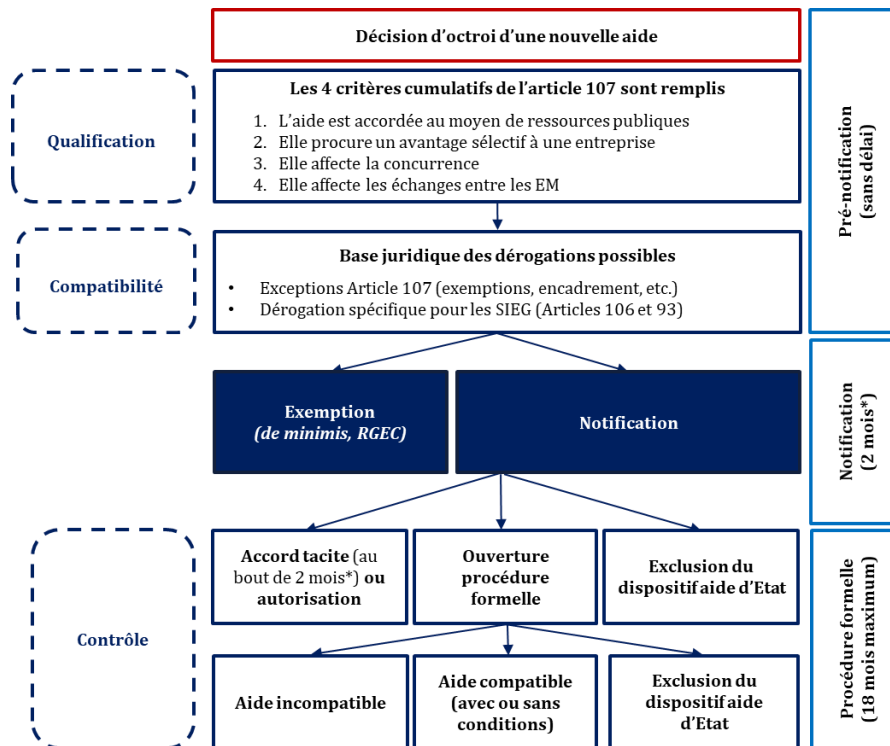 Décision d'octroi d'une nouvelle aide
Qualification
Les 4 critères cumulatifs de l'article 107 sont remplis
1. L'aide est accordée au moyen de ressources publiques
2. Elle procure un avantage sélectif à une entreprise
3. Elle affecte la concurrence
4. Elle affecte les échanges entre les EM
Pré-notification
(sans délai)
Compatibilité
Base juridique des dérogations possibles
• Exceptions Article 107 (exemptions, encadrement, etc.)
• Dérogation spécifique pour les SIEG (Articles 106 et 93)
Exemption
(de minimis, RGEC)
Notification
Notification
(2 mois*)
Contrôle
Accord tacite (au
bout de 2 mois*) ou
autorisation
Ouverture
procédure
formelle
Exclusion du
dispositif aide d'Etat
Procédure formelle
(18 mois maximum)
Aide incompatible
Aide compatible
(avec ou sans
conditions)
Exclusion du
dispositif aide
d'Etat